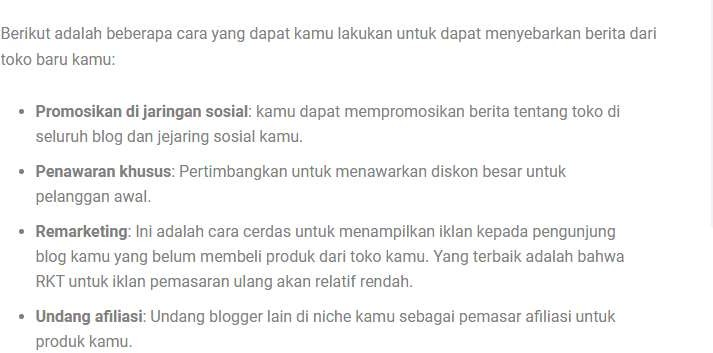 Berikut adalah beberapa cara yang dapat kamu lakukan untuk dapat menyebarkan berita dari
toko baru kamu:
• Promosikan di jaringan sosial: kamu dapat mempromosikan berita tentang toko di
seluruh blog dan jejaring sosial kamu.
• Penawaran khusus: Pertimbangkan untuk menawarkan diskon besar untuk
pelanggan awal.
• Remarketing: Ini adalah cara cerdas untuk menampilkan iklan kepada pengunjung
blog kamu yang belum membeli produk dari toko kamu. Yang terbaik adalah bahwa
RKT untuk iklan pemasaran ulang akan relatif rendah.
• Undang afiliasi: Undang blogger lain di niche kamu sebagai pemasar afiliasi untuk
produk kamu.